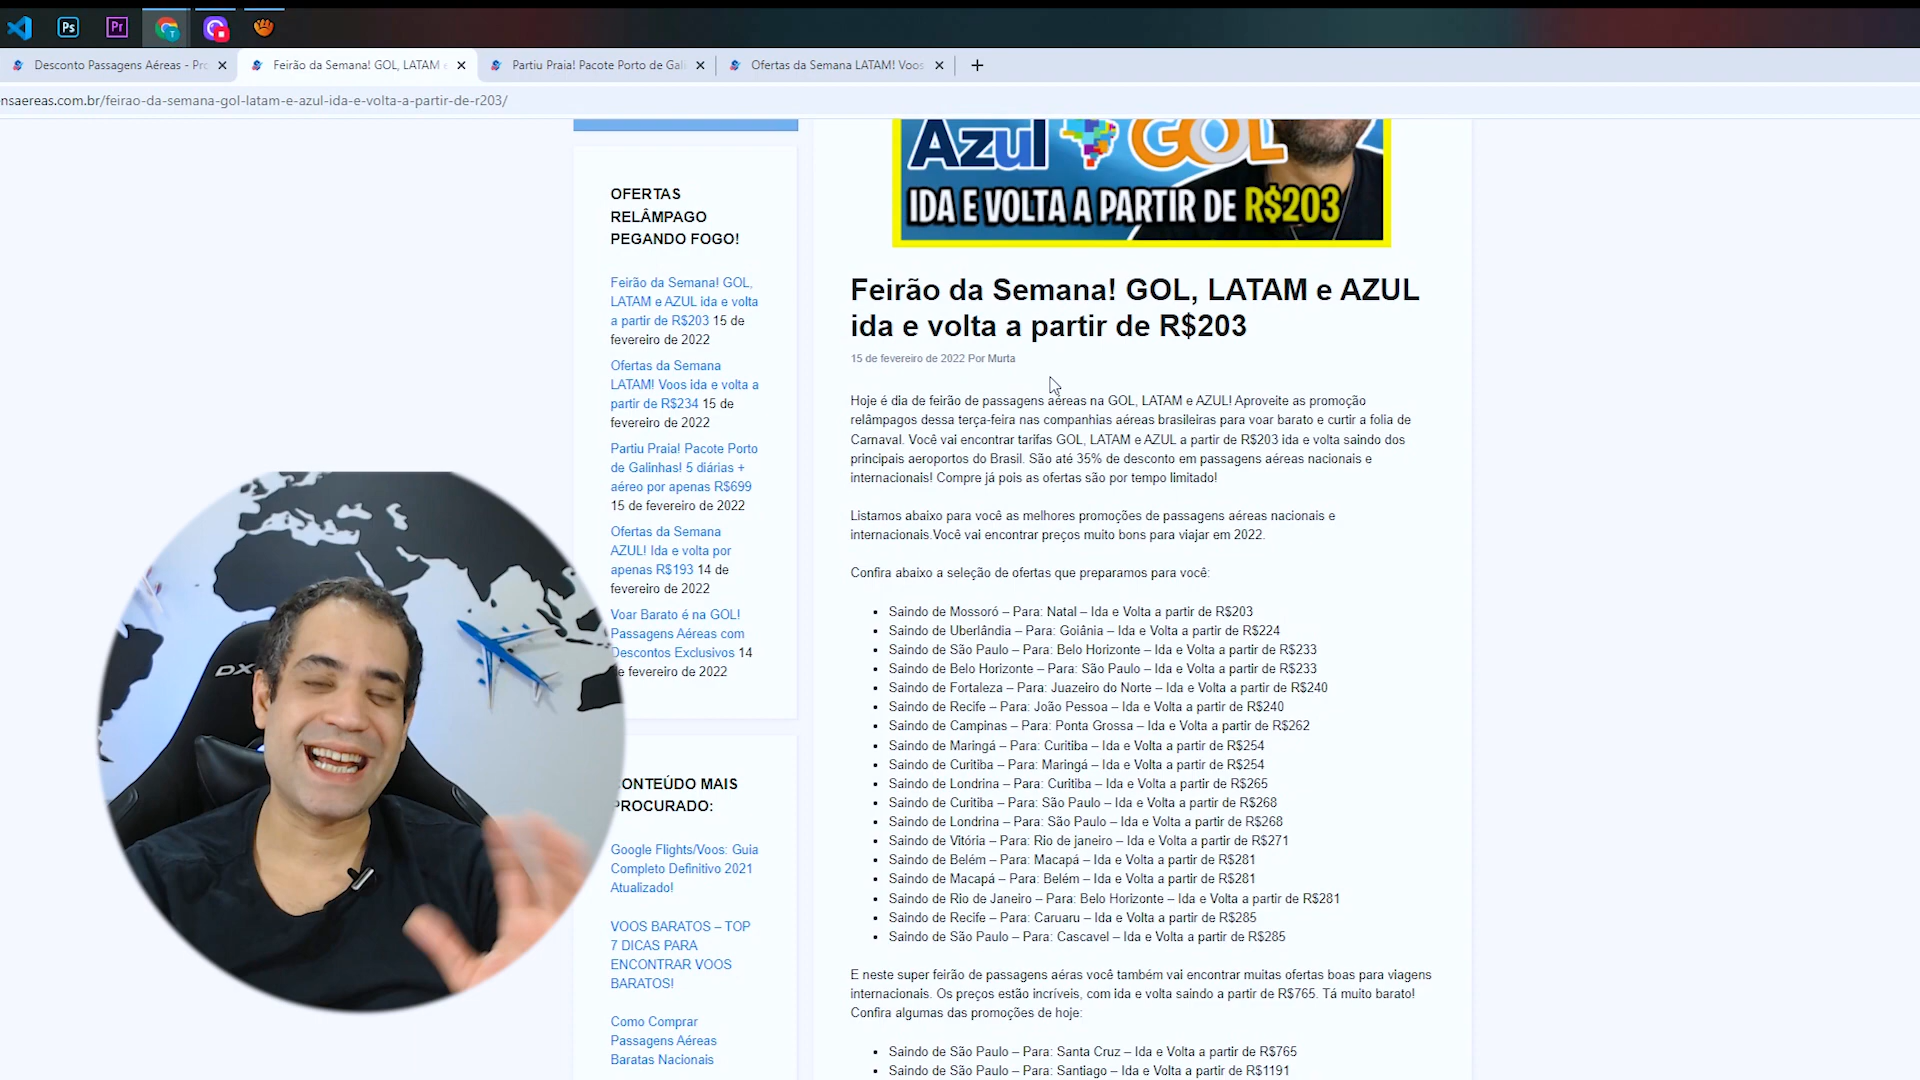 Ps
Pr
T
Desconto Passagens Aéreas - Pro
Feirão da Semana! GOL, LATAM e
Partiu Praia! Pacote Porto de Gali
Ofertas da Semana LATAM! Voos
nsaereas.com.br/feirao-da-semana-gol-latam-e-azul-ida-e-volta-a-partir-de-r203/
Azul GOL
IDA E VOLTA A PARTIR DE R$203
OFERTAS
RELÂMPAGO
PEGANDO FOGO!
Feirão da Semana! GOL,
LATAM e AZUL ida e volta
a partir de R$203 15 de
fevereiro de 2022
Ofertas da Semana
LATAM! Voos ida e volta a
partir de R$234 15 de
fevereiro de 2022
Partiu Praia! Pacote Porto
de Galinhas! 5 diárias +
aéreo por apenas R$699
15 de fevereiro de 2022
Ofertas da Semana
AZUL! Ida e volta por
apenas R$193 14 de
fevereiro de 2022
Voar Barato é na GOL!
Passagens Aéreas com
Descontos Exclusivos 14
de fevereiro de 2022
CONTEÚDO MAIS
PROCURADO:
Google Flights/Voos: Guia
Completo Definitivo 2021
Atualizado!
VOOS BARATOS – TOP
7 DICAS PARA
ENCONTRAR VOOS
BARATOS!
Como Comprar
Passagens Aéreas
Baratas Nacionais
DX
Feirão da Semana! GOL, LATAM e AZUL
ida e volta a partir de R$203
15 de fevereiro de 2022 Por Murta
Hoje é dia de feirão de passagens aéreas na GOL, LATAM e AZUL! Aproveite as promoção
relâmpagos dessa terça-feira nas companhias aéreas brasileiras para voar barato e curtir a folia de
Carnaval. Você vai encontrar tarifas GOL, LATAM e AZUL a partir de R$203 ida e volta saindo dos
principais aeroportos do Brasil. São até 35% de desconto em passagens aéreas nacionais e
internacionais! Compre já pois as ofertas são por tempo limitado!
Listamos abaixo para você as melhores promoções de passagens aéreas nacionais e
internacionais.Você vai encontrar preços muito bons para viajar em 2022.
Confira abaixo a seleção de ofertas que preparamos para você:
• Saindo de Mossoró – Para: Natal – Ida e Volta a partir de R$203
• Saindo de Uberlândia – Para: Goiânia – Ida e Volta a partir de R$224
• Saindo de São Paulo – Para: Belo Horizonte – Ida e Volta a partir de R$233
• Saindo de Belo Horizonte – Para: São Paulo – Ida e Volta a partir de R$233
• Saindo de Fortaleza – Para: Juazeiro do Norte – Ida e Volta a partir de R$240
• Saindo de Recife – Para: João Pessoa – Ida e Volta a partir de R$240
• Saindo de Campinas – Para: Ponta Grossa – Ida e Volta a partir de R$262
• Saindo de Maringá – Para: Curitiba – Ida e Volta a partir de R$254
• Saindo de Curitiba – Para: Maringá – Ida e Volta a partir de R$254
• Saindo de Londrina – Para: Curitiba – Ida e Volta a partir de R$265
• Saindo de Curitiba – Para: São Paulo – Ida e Volta a partir de R$268
• Saindo de Londrina – Para: São Paulo – Ida e Volta a partir de R$268
• Saindo de Vitória – Para: Rio de janeiro – Ida e Volta a partir de R$271
• Saindo de Belém – Para: Macapá – Ida e Volta a partir de R$281
• Saindo de Macapá – Para: Belém – Ida e Volta a partir de R$281
• Saindo de Rio de Janeiro – Para: Belo Horizonte – Ida e Volta a partir de R$281
• Saindo de Recife – Para: Caruaru – Ida e Volta a partir de R$285
• Saindo de São Paulo – Para: Cascavel – Ida e Volta a partir de R$285
E neste super feirão de passagens aéras você também vai encontrar muitas ofertas boas para viagens
internacionais. Os preços estão incríveis, com ida e volta saindo a partir de R$765. Tá muito barato!
Confira algumas das promoções de hoje:
• Saindo de São Paulo – Para: Santa Cruz – Ida e Volta a partir de R$765
• Saindo de São Paulo – Para: Santiago – Ida e Volta a partir de R$1191